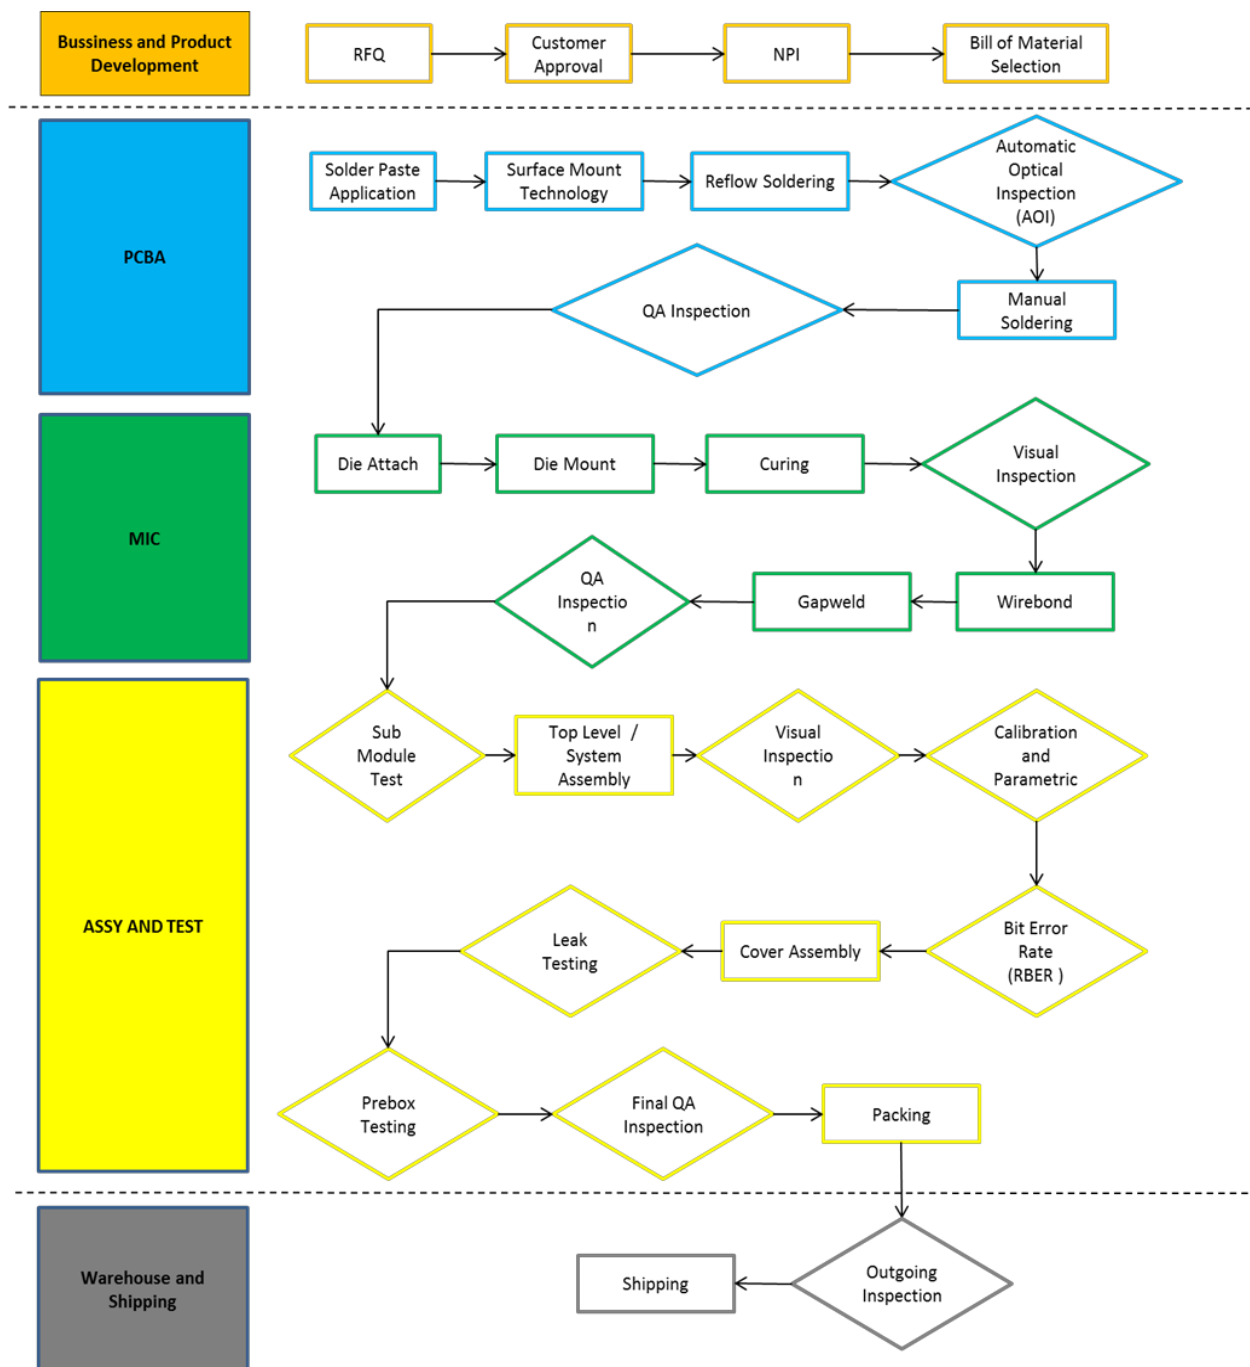 Bussiness and Product
Development
RFQ
Customer
Approval
NPI
Bill of Material
Selection
PCBA
Solder Paste
Application
Surface Mount
Technology
Reflow Soldering
Automatic
Optical
Inspection
(AOI)
QA Inspection
Manual
Soldering
MIC
Die Attach
Die Mount
Curing
Visual
Inspection
QA
Inspectio
n
Gapweld
Wirebond
ASSY AND TEST
Sub
Module
Test
Top Level /
System
Assembly
Visual
Inspectio
n
Calibration
and
Parametric
Leak
Testing
Cover Assembly
Bit Error
Rate
(RBER )
Prebox
Testing
Final QA
Inspection
Packing
Warehouse and
Shipping
Shipping
Outgoing
Inspection